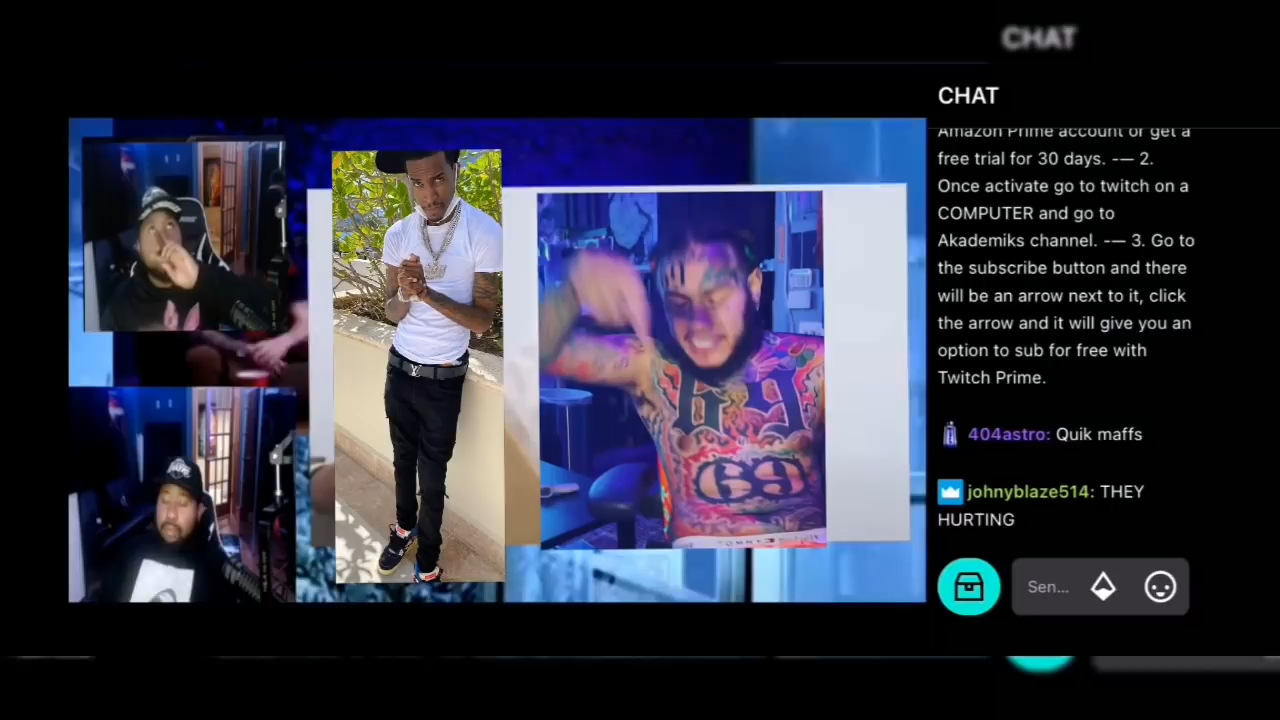 CHAT
CHAT
Amazon Prime account or get a
free trial for 30 days. -— 2.
Once activate go to twitch on a
COMPUTER and go to
Akademiks channel. -— 3. Go to
the subscribe button and there
will be an arrow next to it, click
the arrow and it will give you an
option to sub for free with
Twitch Prime.
404astro: Quik maffs
johnyblaze514: THEY
HURTING
Sen...
69
69
LV